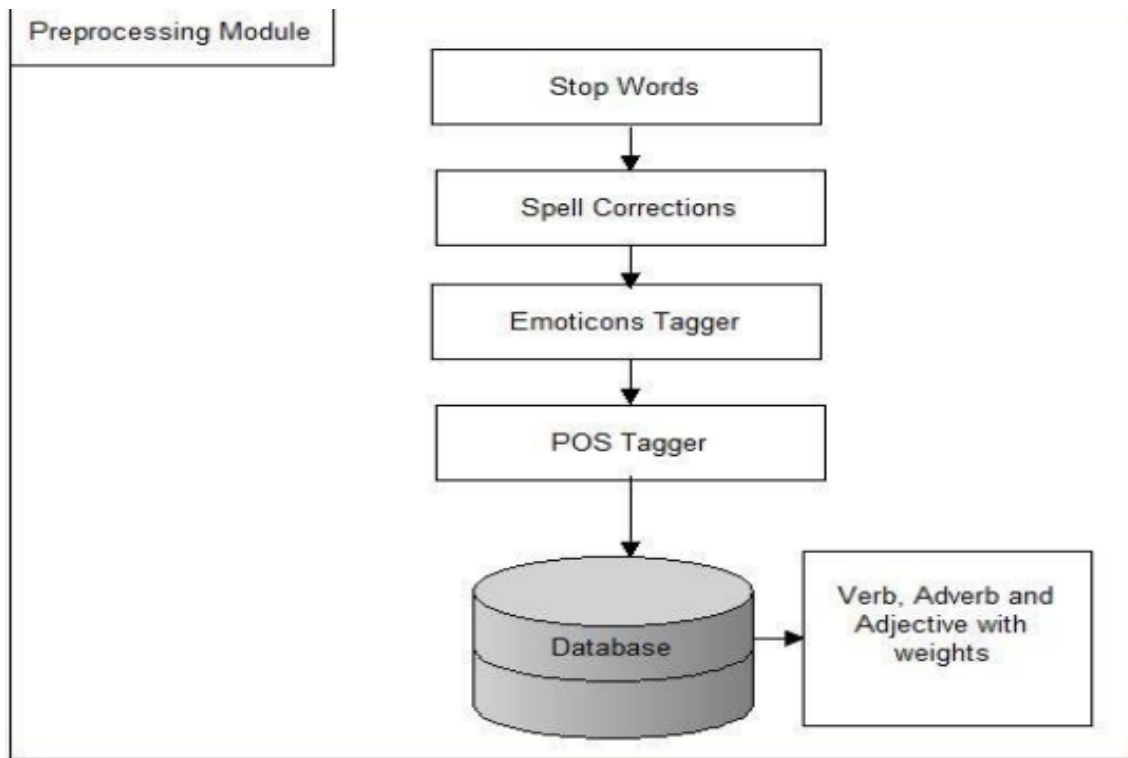 Preprocessing Module
Stop Words
Spell Corrections
Emoticons Tagger
POS Tagger
Database
Verb, Adverb and
Adjective with
weights